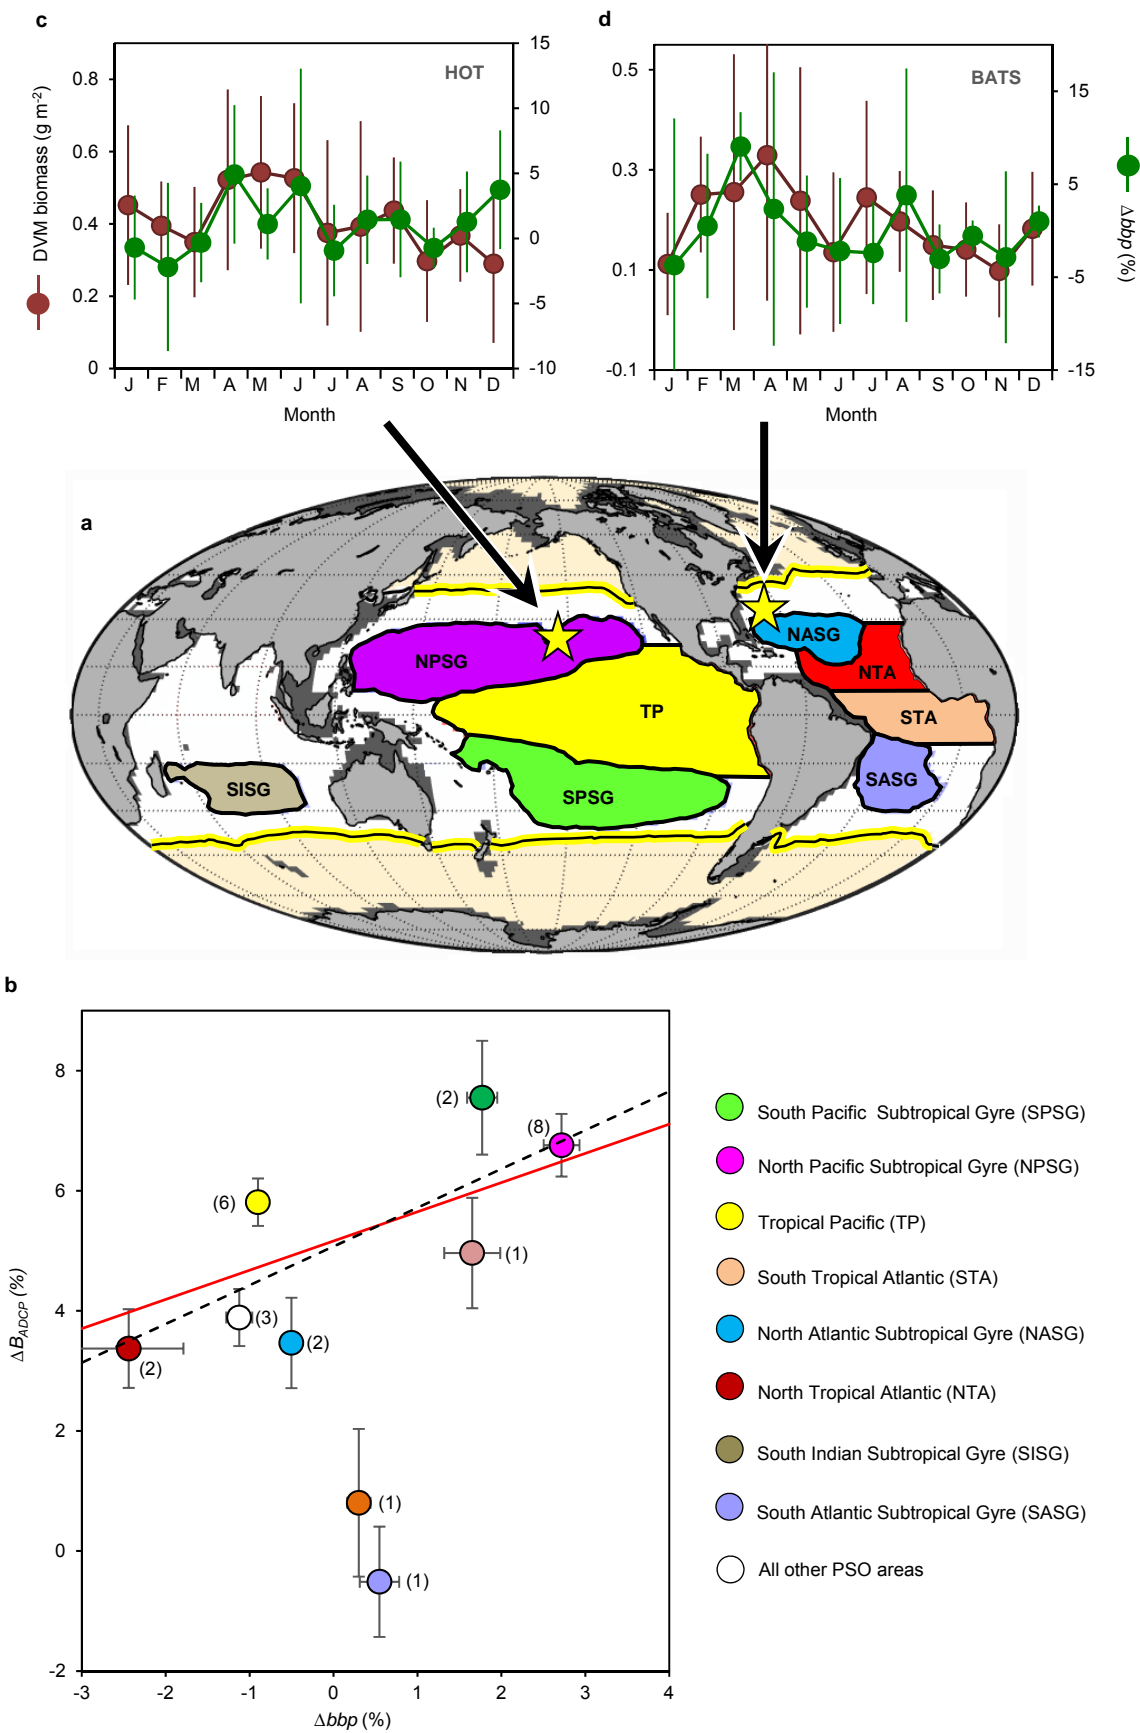 c
d
HOT
BATS
15
10
5
0
-5
-10
0.8
0.6
0.4
0.2
0
DVM biomass (g m-2)
J F M A M J J A S O N D
Month
0.5
0.3
0.1
-0.1
15
5
-5
-15
Δbbp (%)
J F M A M J J A S O N D
Month
a
NPSG
NASG
NTA
TP
STA
SISG
SPSG
SASG
b
8
6
4
2
0
-2
ΔBADCP (%)
(2)
(8)
(6)
(1)
(3)
(2)
(2)
(1)
(1)
-3 -2 -1 0 1 2 3 4
Δbbp (%)
South Pacific Subtropical Gyre (SPSG)
North Pacific Subtropical Gyre (NPSG)
Tropical Pacific (TP)
South Tropical Atlantic (STA)
North Atlantic Subtropical Gyre (NASG)
North Tropical Atlantic (NTA)
South Indian Subtropical Gyre (SISG)
South Atlantic Subtropical Gyre (SASG)
All other PSO areas